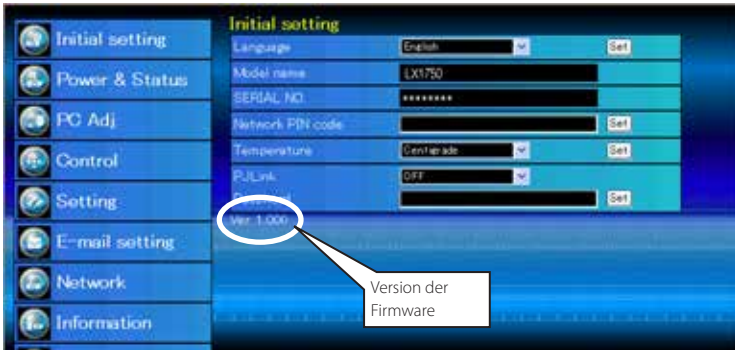 Initial setting
Power & Status
PC Adj.
Control
Setting
E-mail setting
Network
Information
Initial setting
Language English Set
Model name LX1750
SERIAL NO. ********
Network PIN code Set
Temperature Centigrade Set
PJLink OFF
Set
Ver. 1.000
Version der
Firmware